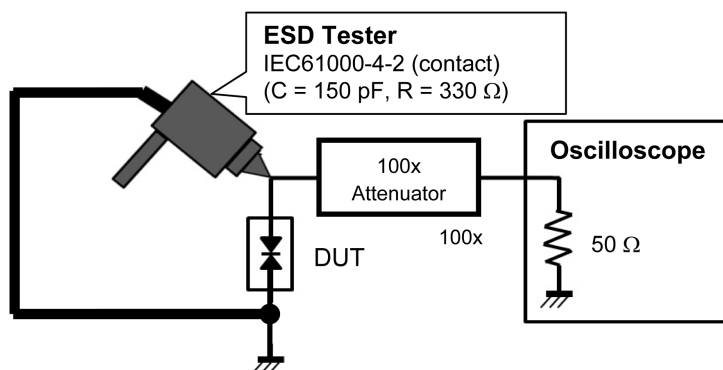 ESD Tester
IEC61000-4-2 (contact)
(C = 150 pF, R = 330 Ω)
100x
Attenuator
100x
Oscilloscope
50 Ω
DUT